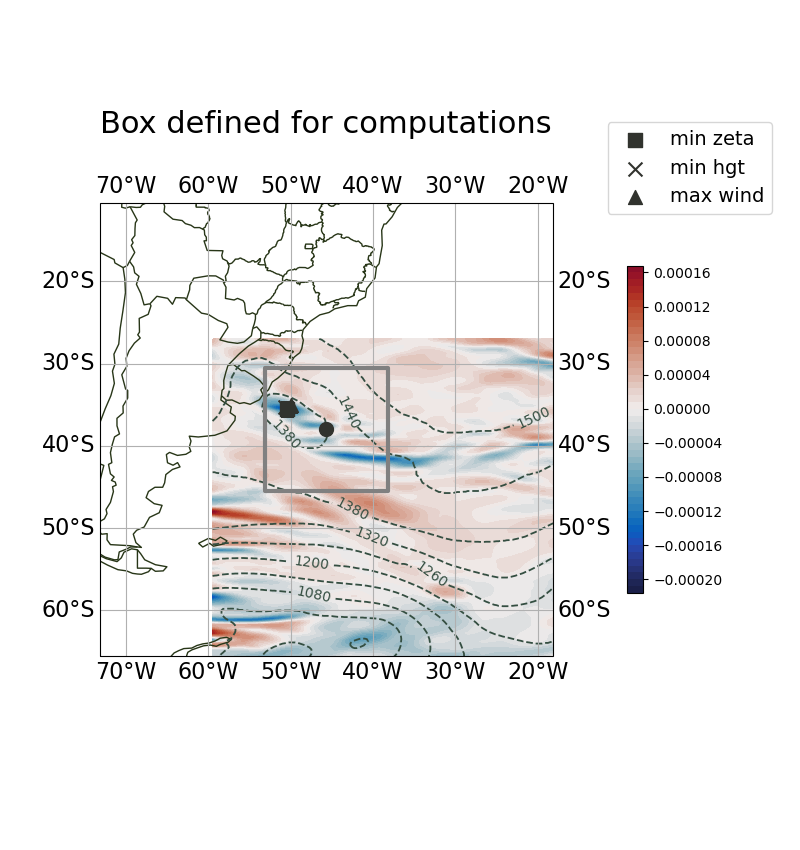 Box defined for computations
min zeta
min hgt
max wind
70°W 60°W 50°W 40°W 30°W 20°W
20°S 20°S
30°S 30°S
40°S 40°S
50°S 50°S
60°S 60°S
1440
1500
1380
1380
1320
1200
1260
1080
70°W 60°W 50°W 40°W 30°W 20°W
0.00016
0.00012
0.00008
0.00004
0.00000
−0.00004
−0.00008
−0.00012
−0.00016
−0.00020